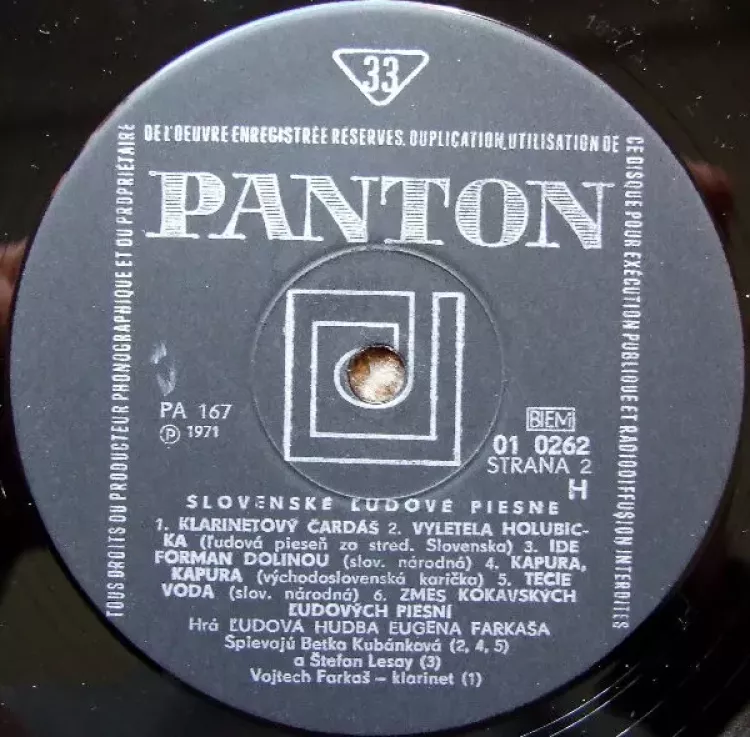 33
TOUS DROITS DU PRODUCTEUR PHONOGRAPHIQUE ET DU PROPRIÉTAIRE
DE L'OEUVRE ENREGISTRÉE RÉSERVÉS. DUPLICATION, UTILISATION DE
CE DISQUE POUR EXÉCUTION PUBLIQUE ET RADIODIFFUSION INTERDITES
PANTON
PA 167
Ⓟ 1971
BIEM
01 0262
STRANA 2
H
SLOVENSKÉ ĽUDOVÉ PIESNE
1. KLARINETOVÝ ČARDÁŠ 2. VYLETELA HOLUBIC-
KA (ľudová pieseň zo stred. Slovenska) 3. IDE
FORMAN DOLINOU (slov. národná) 4. KAPURA,
KAPURA (východoslovenská karička) 5. TEČIE
VODA (slov. národná) 6. ZMES KOKAVSKÝCH
ĽUDOVÝCH PIESNÍ
Hrá ĽUDOVÁ HUDBA EUGENA FARKAŠA
Spievajú Betka Kubánková (2, 4, 5)
a Štefan Lesay (3)
Vojtech Farkaš – klarinet (1)